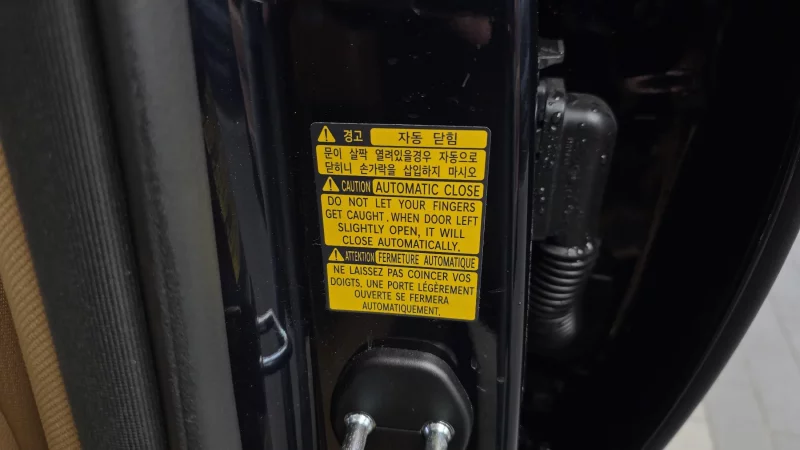 경고 자동 닫힘
문이 살짝 열려있을경우 자동으로
닫히니 손가락을 삽입하지 마시오
CAUTION AUTOMATIC CLOSE
DO NOT LET YOUR FINGERS
GET CAUGHT. WHEN DOOR LEFT
SLIGHTLY OPEN, IT WILL
CLOSE AUTOMATICALLY.
ATTENTION FERMETURE AUTOMATIQUE
NE LAISSEZ PAS COINCER VOS
DOIGTS, UNE PORTE LÉGÈREMENT
OUVERTE SE FERMERA
AUTOMATIQUEMENT.